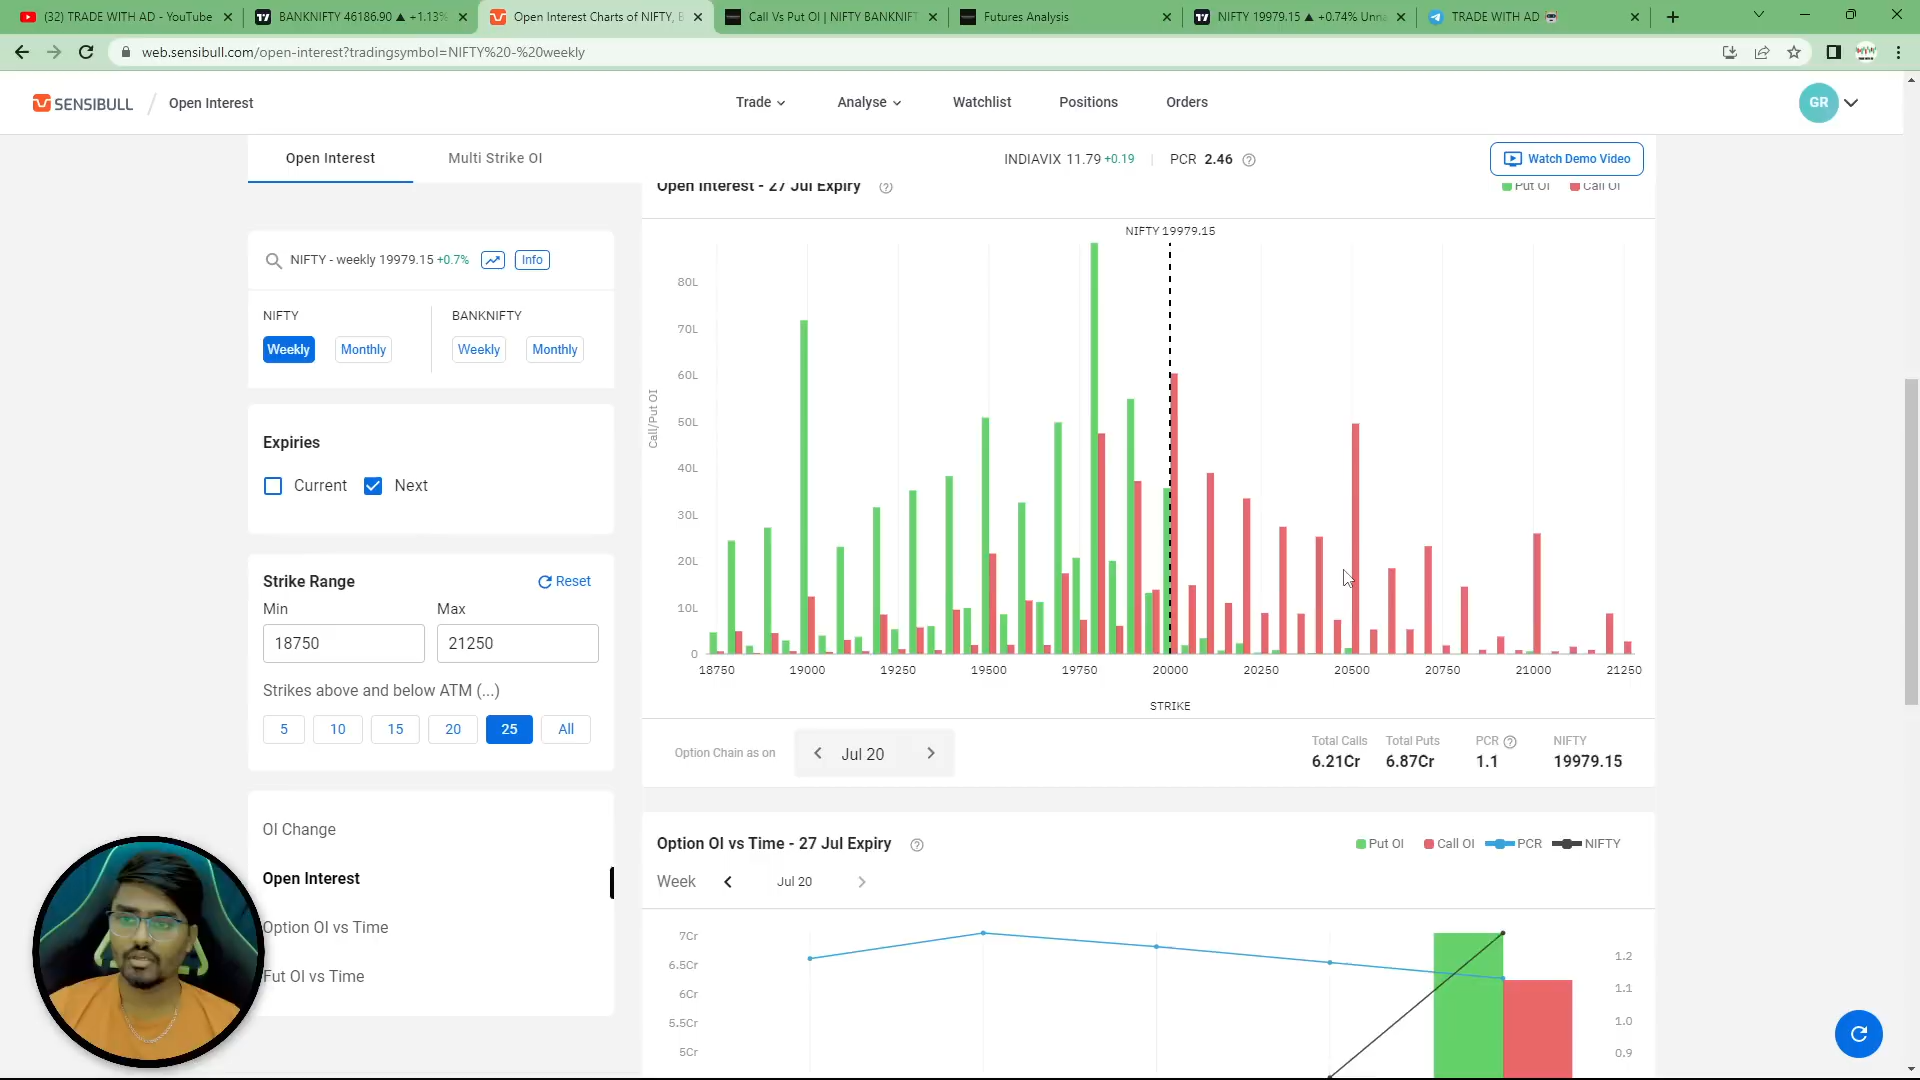 (32) TRADE WITH AD - YouTube
BANKNIFTY 46186.90 ▲ +1.13%
Open Interest Charts of NIFTY, B
Call Vs Put OI | NIFTY BANKNIFT
Futures Analysis
NIFTY 19979.15 ▲ +0.74% Unna
TRADE WITH AD
web.sensibull.com/open-interest?tradingsymbol=NIFTY%20-%20weekly
SENSIBULL / Open Interest
Trade
Analyse
Watchlist
Positions
Orders
GR
Open Interest
Multi Strike OI
INDIAVIX 11.79 +0.19 | PCR 2.46
Watch Demo Video
NIFTY - weekly 19979.15 +0.7%
Info
NIFTY
BANKNIFTY
Weekly
Monthly
Weekly
Monthly
Expiries
Current
Next
Strike Range
Reset
Min
Max
18750
21250
Strikes above and below ATM (...)
5
10
15
20
25
All
OI Change
Open Interest
Option OI vs Time
Fut OI vs Time
Open Interest - 27 Jul Expiry
Put OI
Call OI
NIFTY 19979.15
Call/Put OI
80L
70L
60L
50L
40L
30L
20L
10L
0
18750
19000
19250
19500
19750
20000
20250
20500
20750
21000
21250
STRIKE
Option Chain as on
Jul 20
Total Calls
6.21Cr
Total Puts
6.87Cr
PCR
1.1
NIFTY
19979.15
Option OI vs Time - 27 Jul Expiry
Put OI
Call OI
PCR
NIFTY
Week
Jul 20
7Cr
6.5Cr
6Cr
5.5Cr
5Cr
1.2
1.1
1.0
0.9